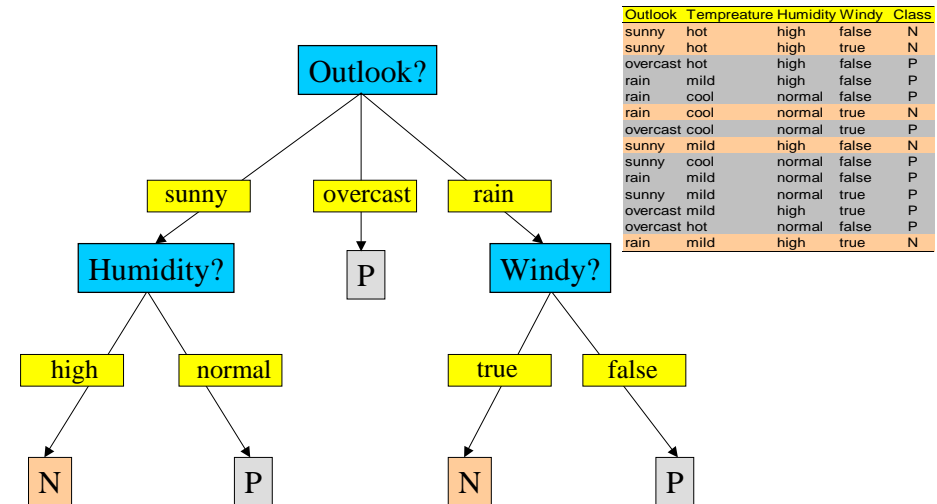 Outlook Tempreature Humidity Windy Class
sunny hot high false N
sunny hot high true N
overcast hot high false P
rain mild high false P
rain cool normal false P
rain cool normal true N
overcast cool normal true P
sunny mild high false N
sunny cool normal false P
rain mild normal false P
sunny mild normal true P
overcast mild high true P
overcast hot normal false P
rain mild high true N
Outlook?
sunny overcast rain
Humidity? P Windy?
high normal true false
N P N P